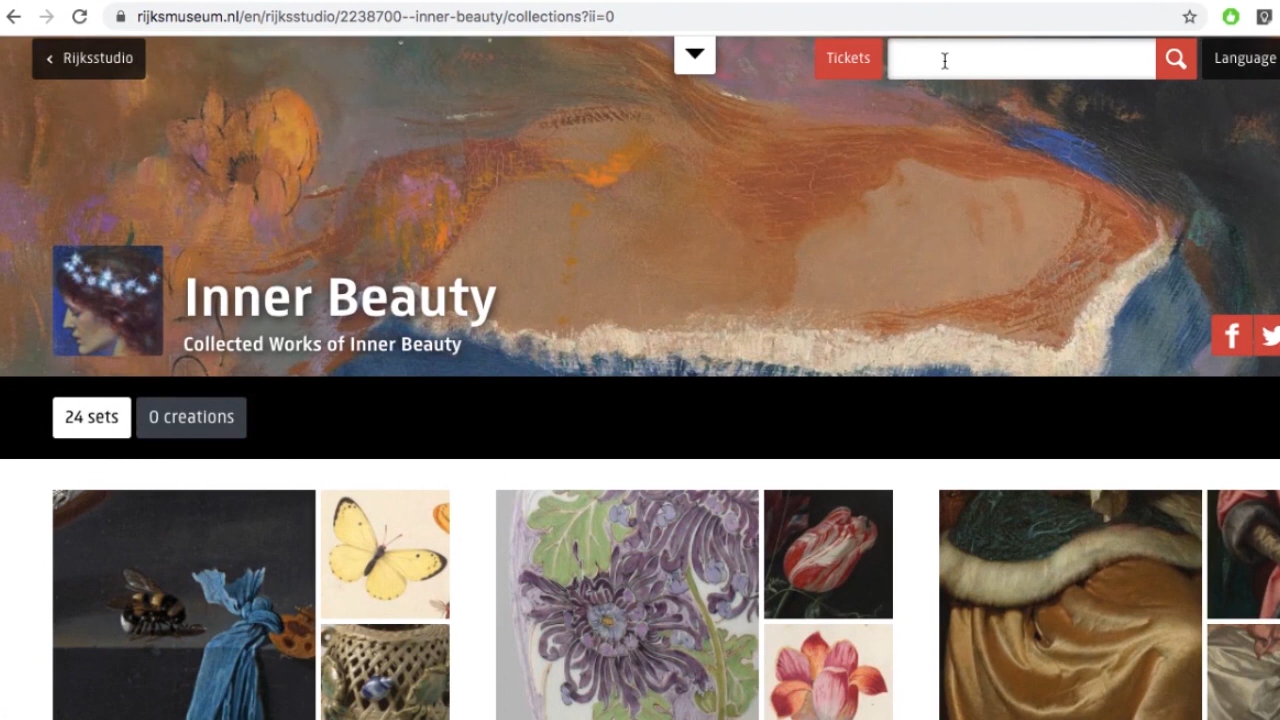 rijksmuseum.nl/en/rijksstudio/2238700--inner-beauty/collections?ii=0
Rijksstudio
Tickets
Language
Inner Beauty
Collected Works of Inner Beauty
24 sets
0 creations